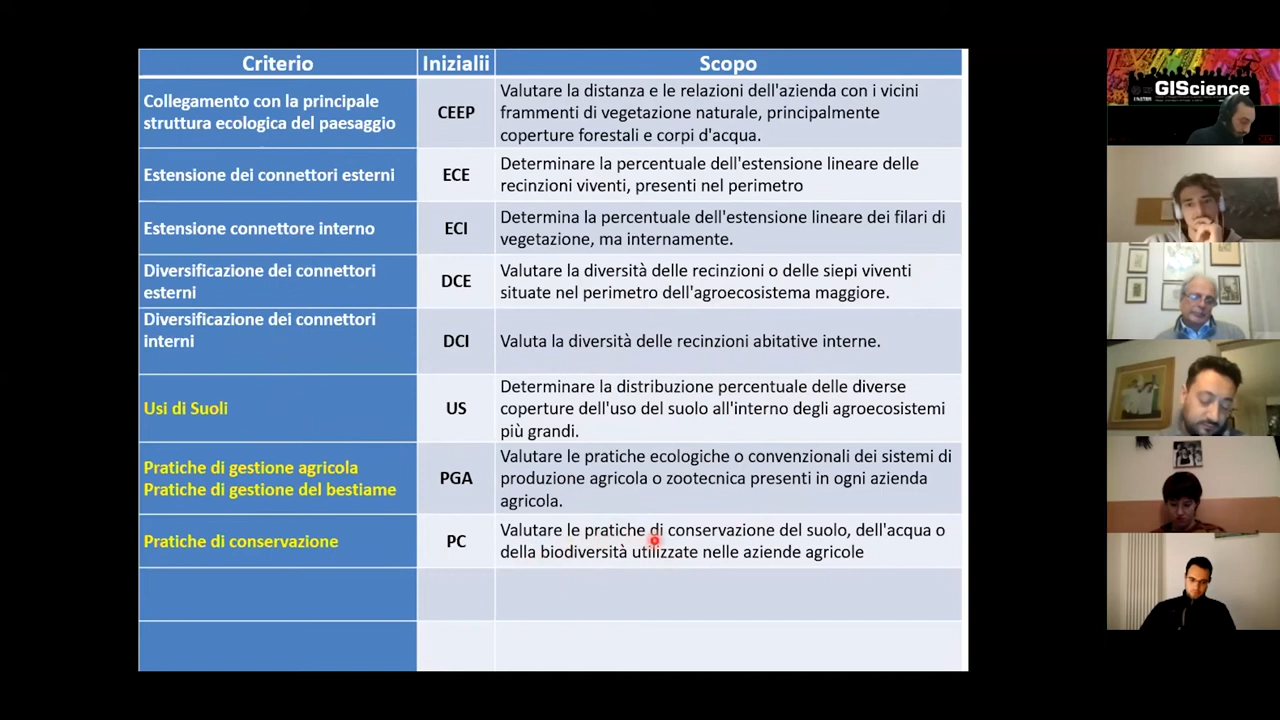 Criterio
Inizialii
Scopo
Collegamento con la principale
struttura ecologica del paesaggio
CEEP
Valutare la distanza e le relazioni dell'azienda con i vicini
frammenti di vegetazione naturale, principalmente
coperture forestali e corpi d'acqua.
Estensione dei connettori esterni
ECE
Determinare la percentuale dell'estensione lineare delle
recinzioni viventi, presenti nel perimetro
Estensione connettore interno
ECI
Determina la percentuale dell'estensione lineare dei filari di
vegetazione, ma internamente.
Diversificazione dei connettori
esterni
DCE
Valutare la diversità delle recinzioni o delle siepi viventi
situate nel perimetro dell'agroecosistema maggiore.
Diversificazione dei connettori
interni
DCI
Valuta la diversità delle recinzioni abitative interne.
Usi di Suoli
US
Determinare la distribuzione percentuale delle diverse
coperture dell'uso del suolo all'interno degli agroecosistemi
più grandi.
Pratiche di gestione agricola
Pratiche di gestione del bestiame
PGA
Valutare le pratiche ecologiche o convenzionali dei sistemi di
produzione agricola o zootecnica presenti in ogni azienda
agricola.
Pratiche di conservazione
PC
Valutare le pratiche di conservazione del suolo, dell'acqua o
della biodiversità utilizzate nelle aziende agricole
GIScience